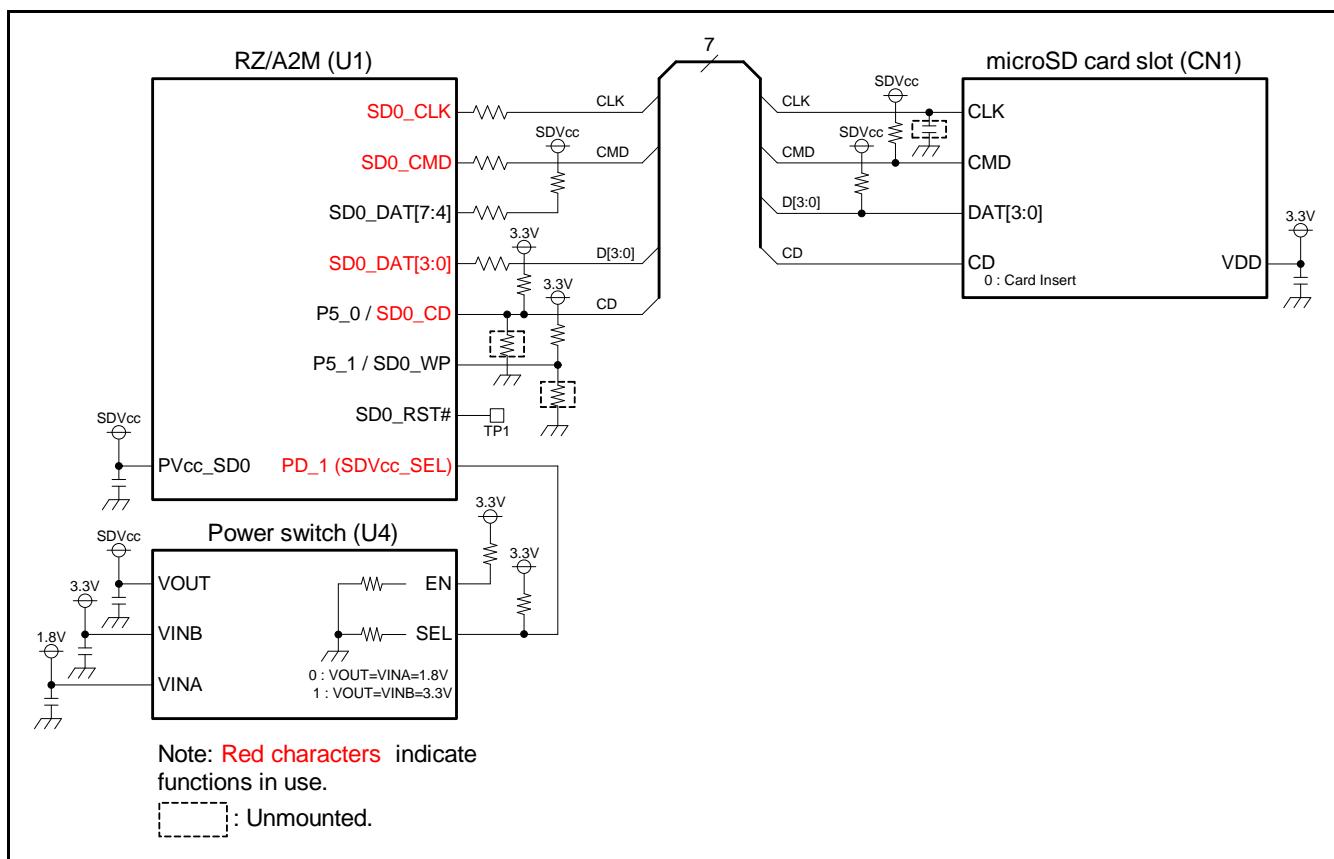 7
RZ/A2M (U1)
microSD card slot (CN1)
SDVcc
SD0_CLK
CLK
CLK
CLK
SDVcc
SDVcc
SD0_CMD
CMD
CMD
CMD
SD0_DAT[7:4]
D[3:0]
DAT[3:0]
3.3V
3.3V
SD0_DAT[3:0]
D[3:0]
CD
CD
VDD
0 : Card Insert
3.3V
P5_0 / SD0_CD
CD
P5_1 / SD0_WP
SD0_RST#
TP1
SDVcc
PVcc_SD0
PD_1 (SDVcc_SEL)
3.3V
Power switch (U4)
SDVcc
3.3V
VOUT
EN
3.3V
VINB
SEL
1.8V
0 : VOUT=VINA=1.8V
VINA
1 : VOUT=VINB=3.3V
Note: Red characters indicate
functions in use.
: Unmounted.